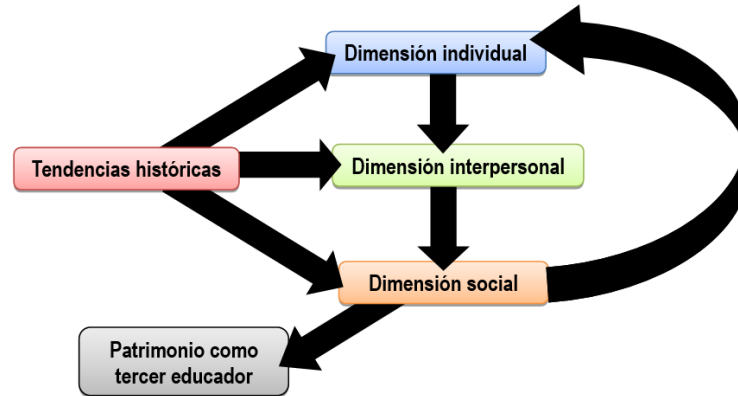 Dimensión individual
Tendencias históricas
Dimensión interpersonal
Dimensión social
Patrimonio como
tercer educador